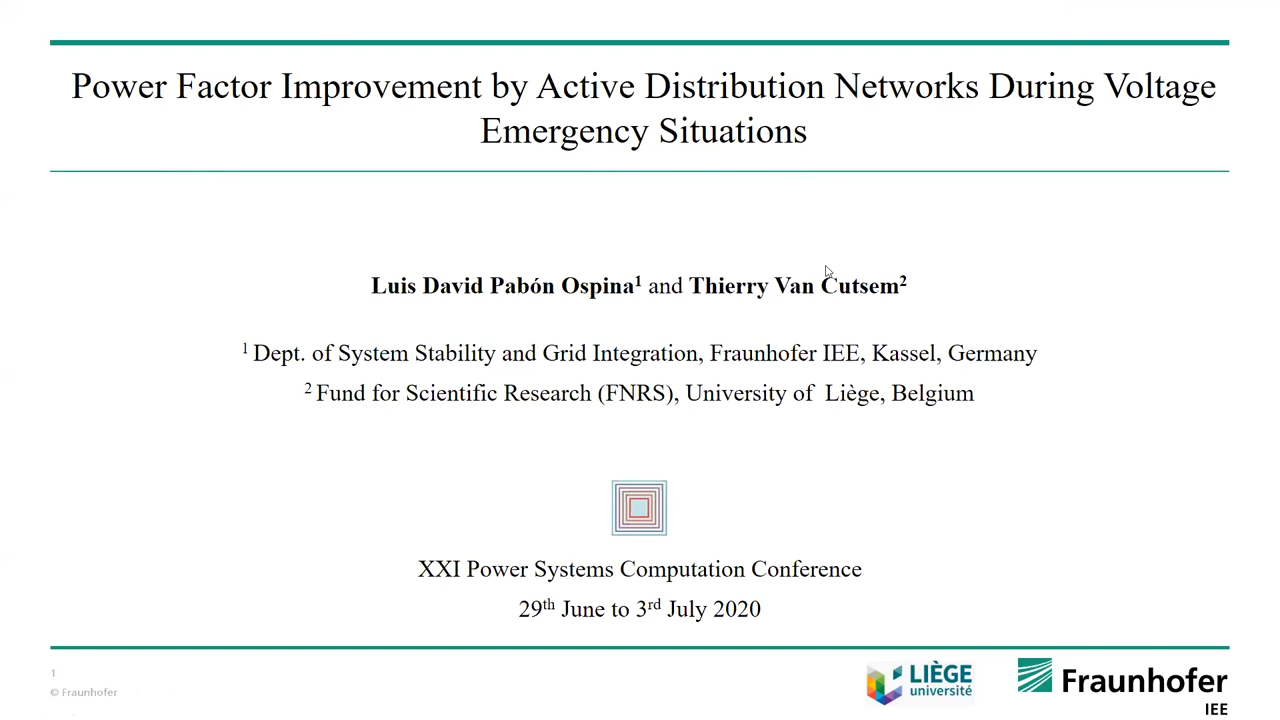 Power Factor Improvement by Active Distribution Networks During Voltage
Emergency Situations
Luis David Pabón Ospina¹ and Thierry Van Cutsem²
¹ Dept. of System Stability and Grid Integration, Fraunhofer IEE, Kassel, Germany
² Fund for Scientific Research (FNRS), University of Liège, Belgium
XXI Power Systems Computation Conference
29th June to 3rd July 2020
1
© Fraunhofer
LIÈGE
université
Fraunhofer
IEE